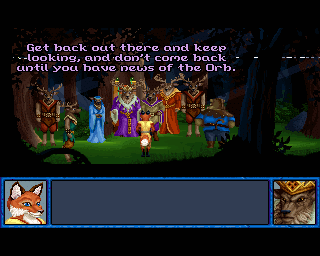 Get back out there and keep
looking, and don't come back
until you have news of the Orb.